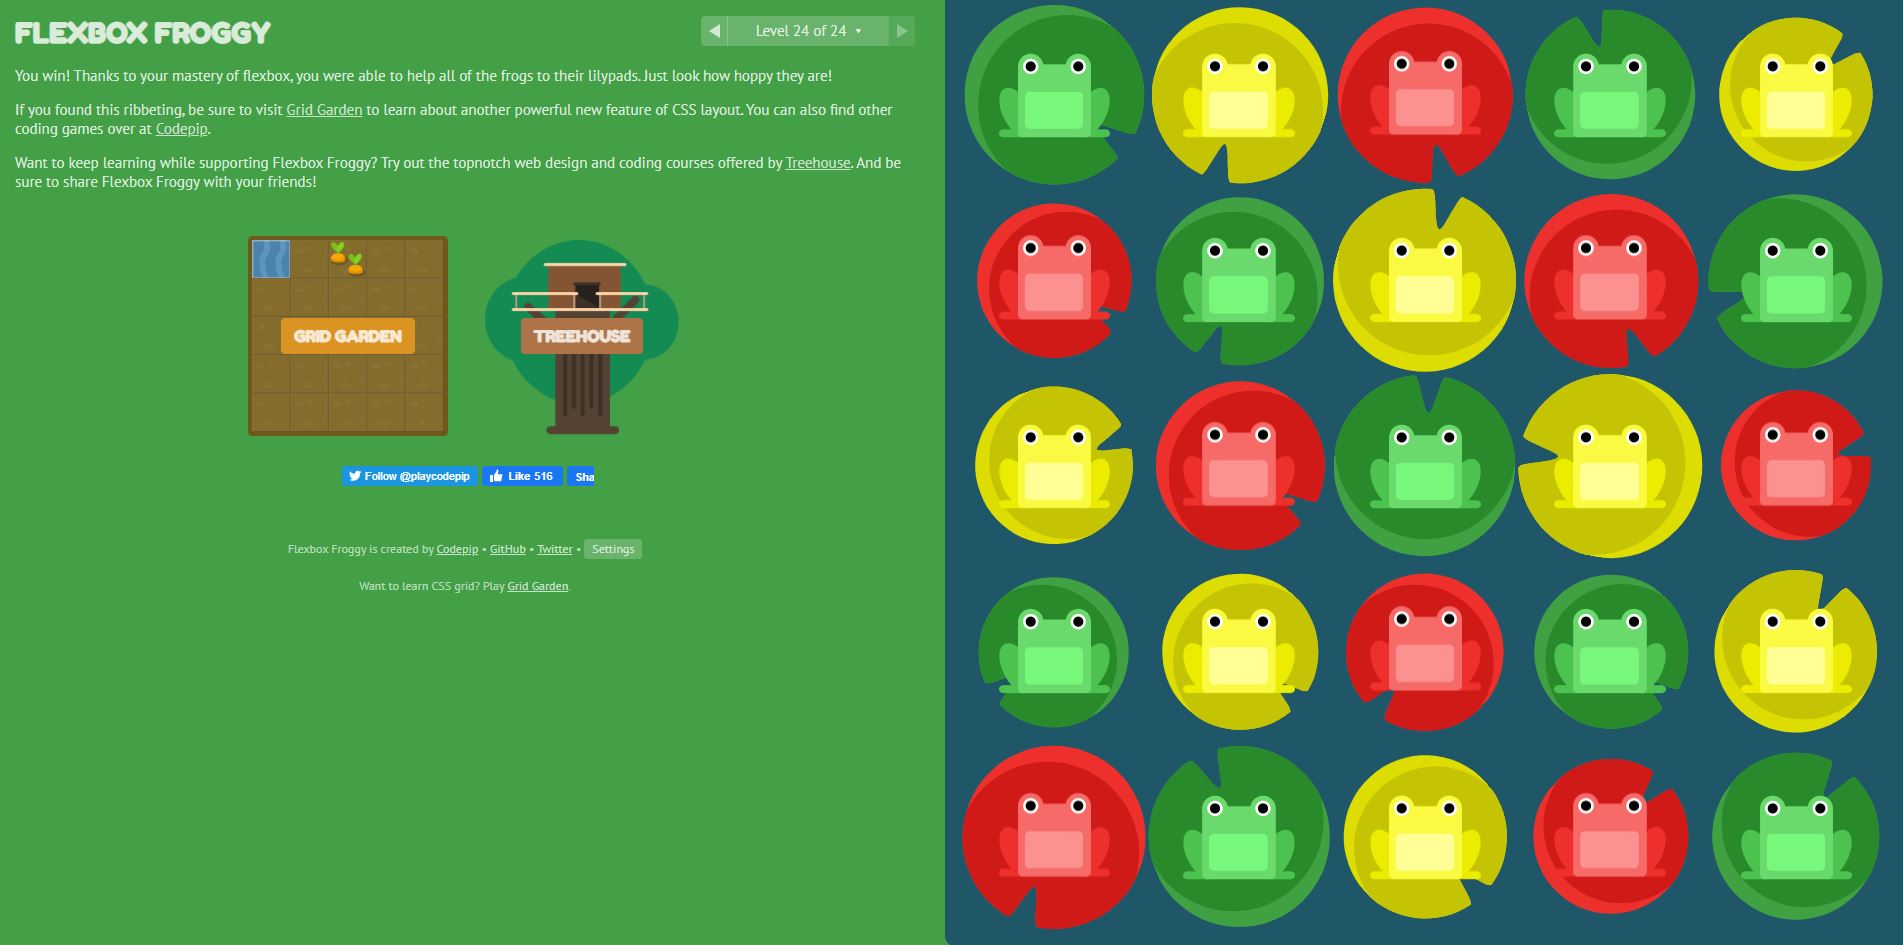 FLEXBOX FROGGY
Level 24 of 24
You win! Thanks to your mastery of flexbox, you were able to help all of the frogs to their lilypads. Just look how hoppy they are!
If you found this ribbeting, be sure to visit Grid Garden to learn about another powerful new feature of CSS layout. You can also find other
coding games over at Codepip.
Want to keep learning while supporting Flexbox Froggy? Try out the topnotch web design and coding courses offered by Treehouse. And be
sure to share Flexbox Froggy with your friends!
GRID GARDEN
TREEHOUSE
Follow @playcodepip
Like 516
Sha
Flexbox Froggy is created by Codepip • GitHub • Twitter • Settings
Want to learn CSS grid? Play Grid Garden.